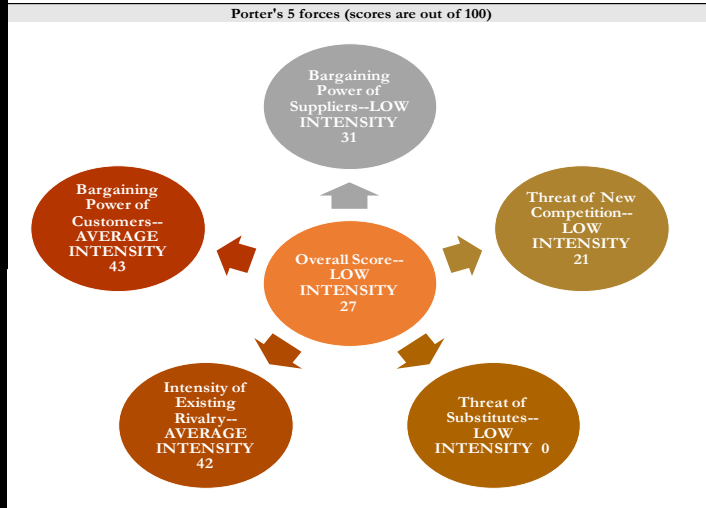 Porter's 5 forces (scores are out of 100)
Bargaining
Power of
Suppliers--LOW
INTENSITY
31
Bargaining
Power of
Customers--
AVERAGE
INTENSITY
43
Threat of New
Competition--
LOW
INTENSITY
21
Overall Score--
LOW
INTENSITY
27
Intensity of
Existing
Rivalry--
AVERAGE
INTENSITY
42
Threat of
Substitutes--
LOW
INTENSITY 0